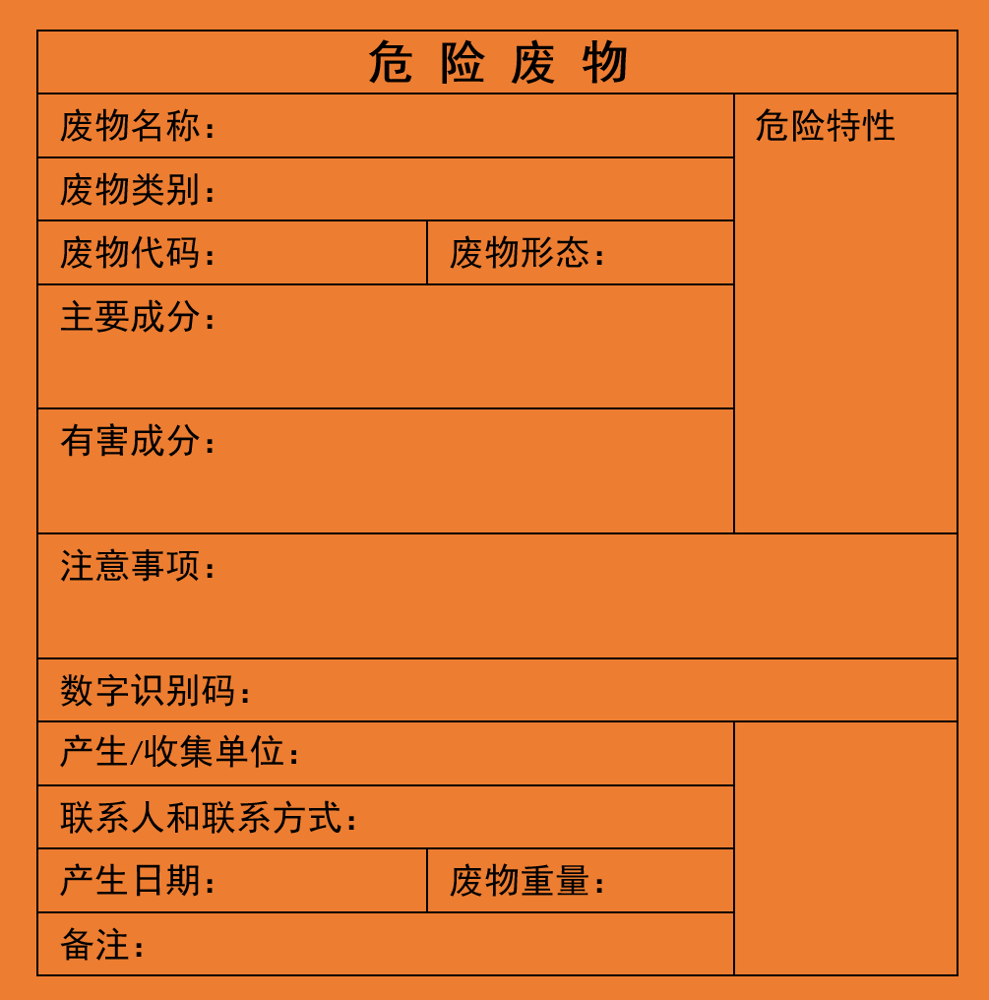 危险废物
废物名称：
危险特性
废物类别：
废物代码：
废物形态：
主要成分：
有害成分：
注意事项：
数字识别码：
产生/收集单位：
联系人和联系方式：
产生日期：
废物重量：
备注：